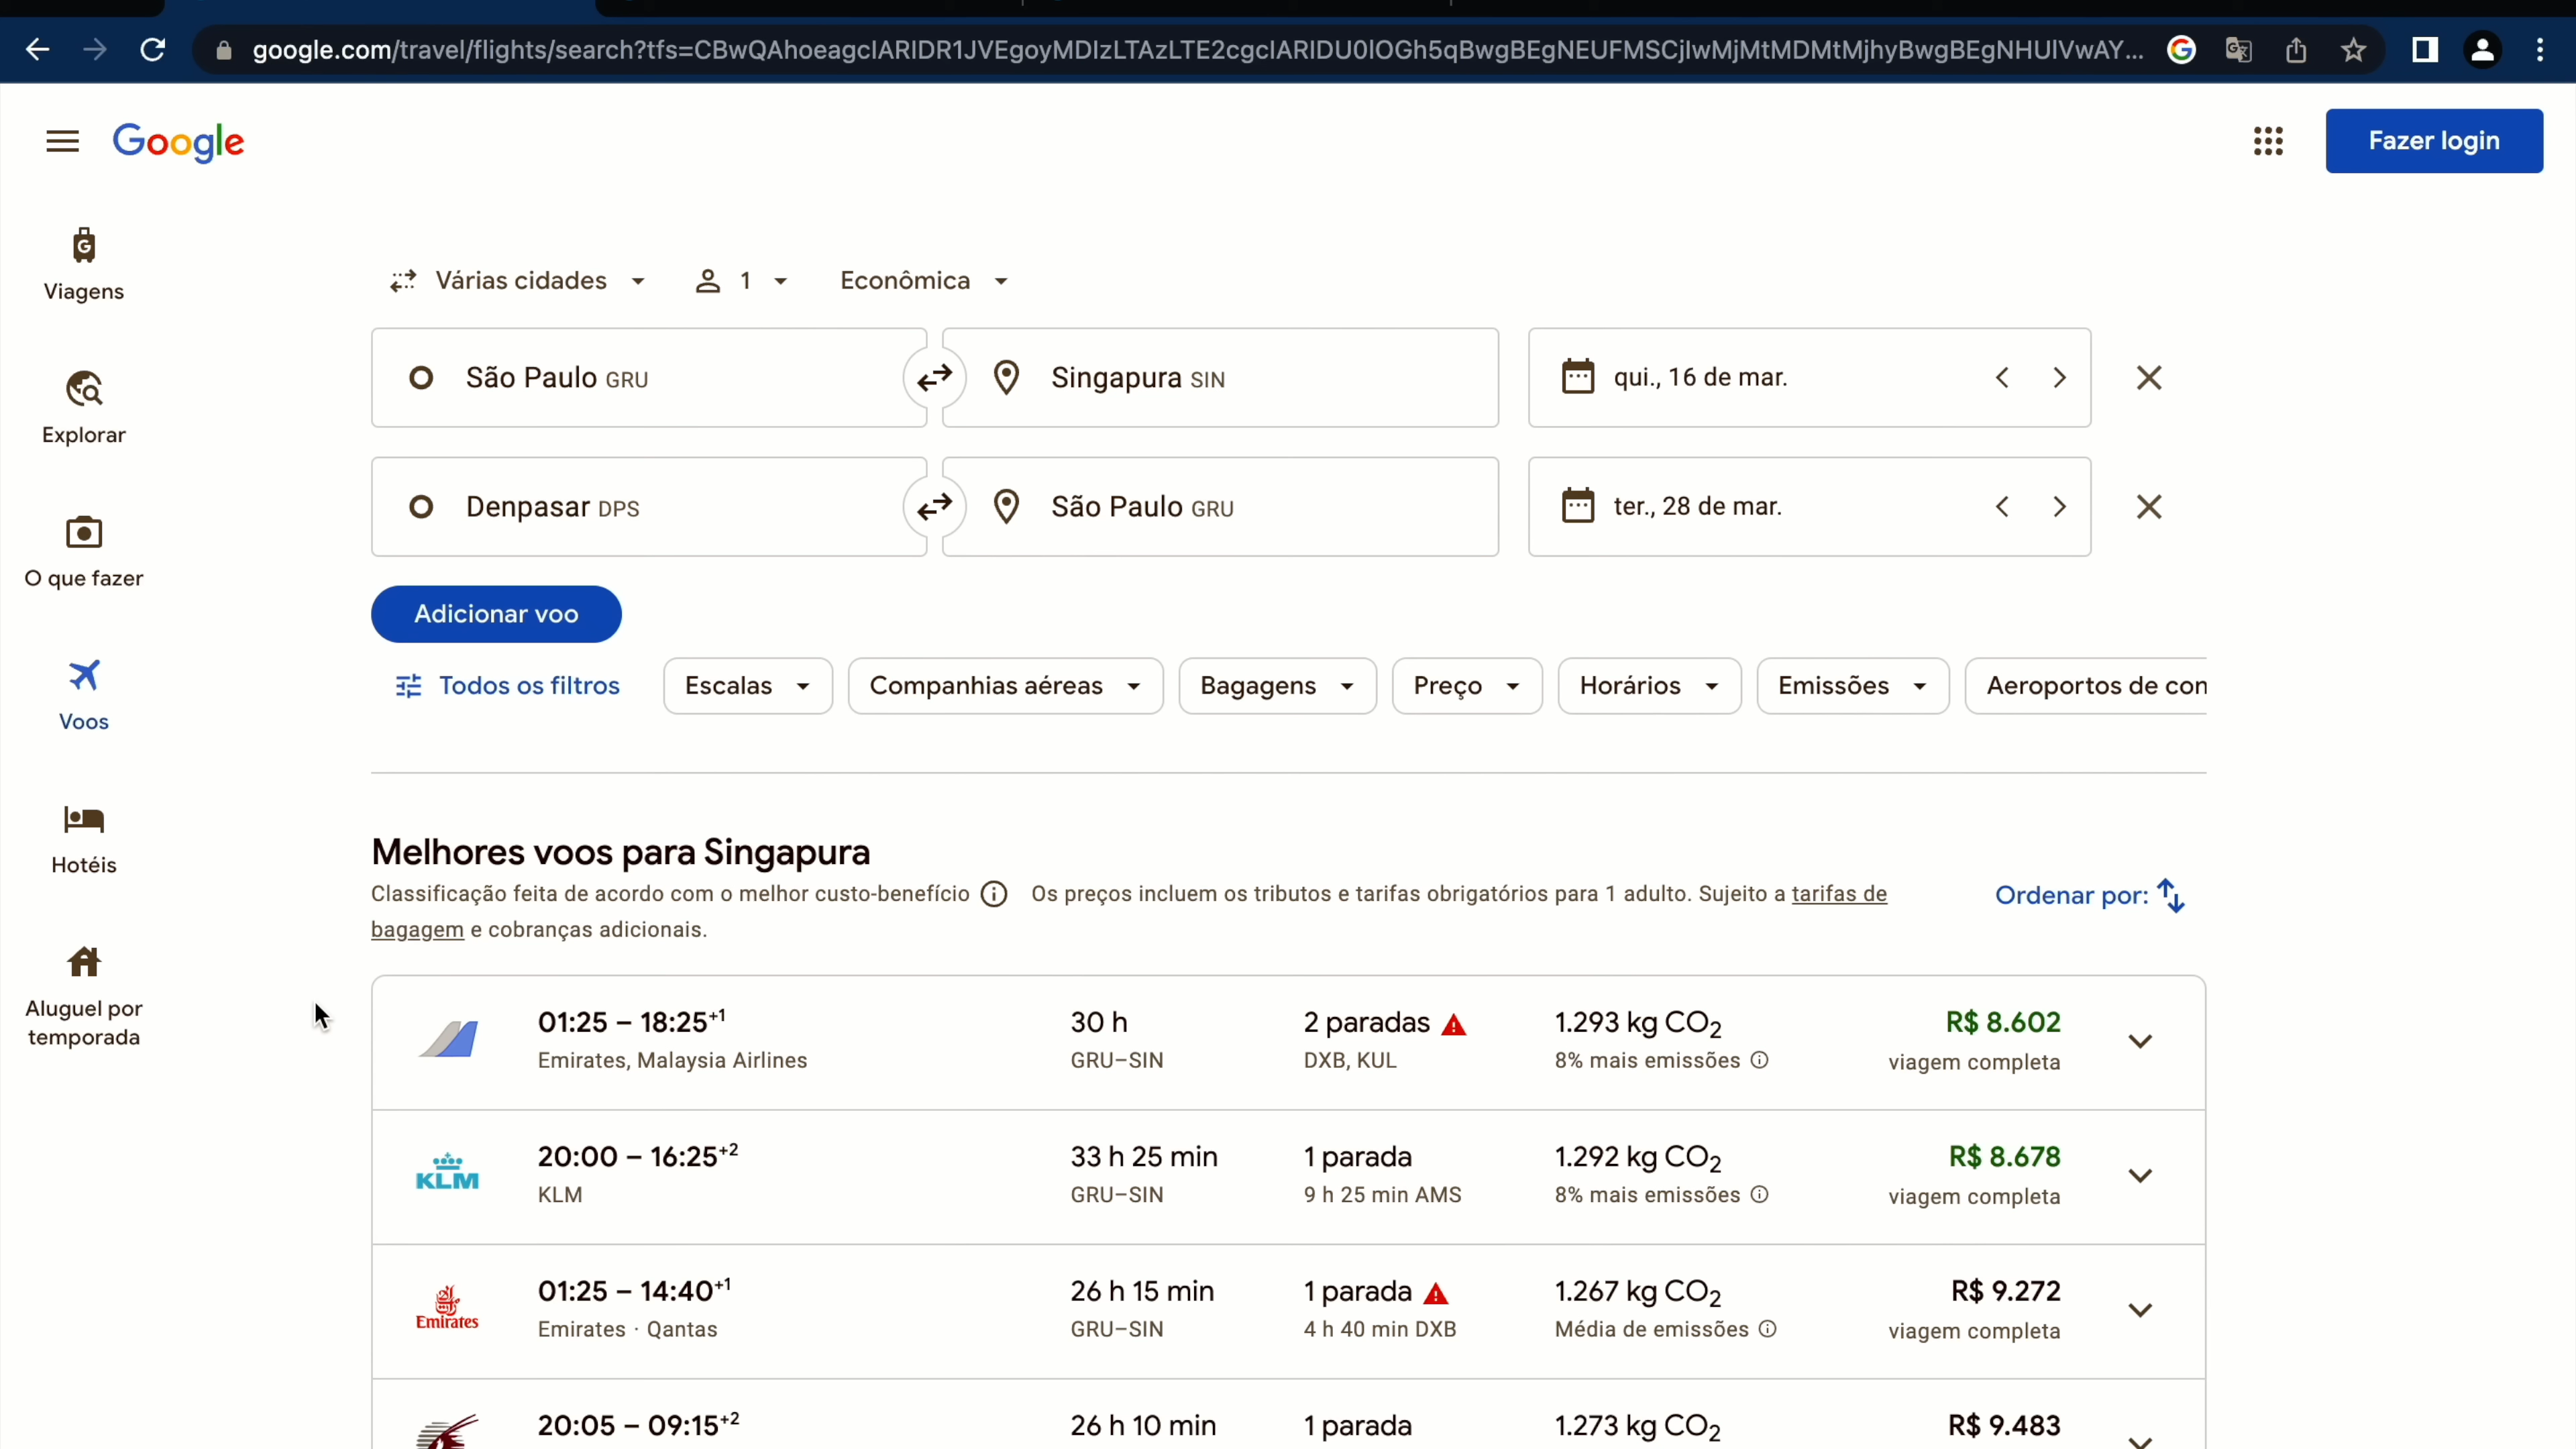 google.com/travel/flights/search?tfs=CBwQAhoeagcIARIDR1JVEgoyMDIzLTAzLTE2cgcIARIDU0lOGh5qBwgBEgNEUFMSCjIwMjMtMDMtMjhyBwgBEgNHUlVwAY...
Google
Fazer login
Viagens
Explorar
O que fazer
Voos
Hotéis
Aluguel por
temporada
Várias cidades 1 Econômica
São Paulo GRU Singapura SIN qui., 16 de mar.
Denpasar DPS São Paulo GRU ter., 28 de mar.
Adicionar voo
Todos os filtros Escalas Companhias aéreas Bagagens Preço Horários Emissões Aeroportos de con
Melhores voos para Singapura
Classificação feita de acordo com o melhor custo-benefício Os preços incluem os tributos e tarifas obrigatórios para 1 adulto. Sujeito a tarifas de
bagagem e cobranças adicionais.
Ordenar por:
01:25 – 18:25+1 30 h 2 paradas 1.293 kg CO2 R$ 8.602
Emirates, Malaysia Airlines GRU–SIN DXB, KUL 8% mais emissões viagem completa
KLM 20:00 – 16:25+2 33 h 25 min 1 parada 1.292 kg CO2 R$ 8.678
KLM GRU–SIN 9 h 25 min AMS 8% mais emissões viagem completa
Emirates 01:25 – 14:40+1 26 h 15 min 1 parada 1.267 kg CO2 R$ 9.272
Emirates · Qantas GRU–SIN 4 h 40 min DXB Média de emissões viagem completa
20:05 – 09:15+2 26 h 10 min 1 parada 1.273 kg CO2 R$ 9.483